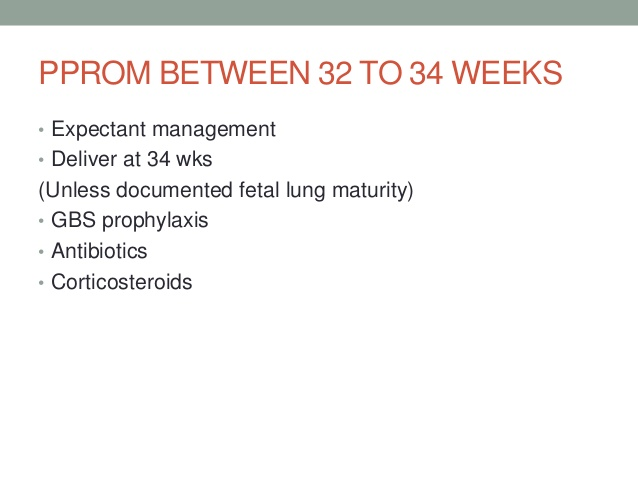 PPROM BETWEEN 32 TO 34 WEEKS
• Expectant management
• Deliver at 34 wks
(Unless documented fetal lung maturity)
• GBS prophylaxis
• Antibiotics
• Corticosteroids